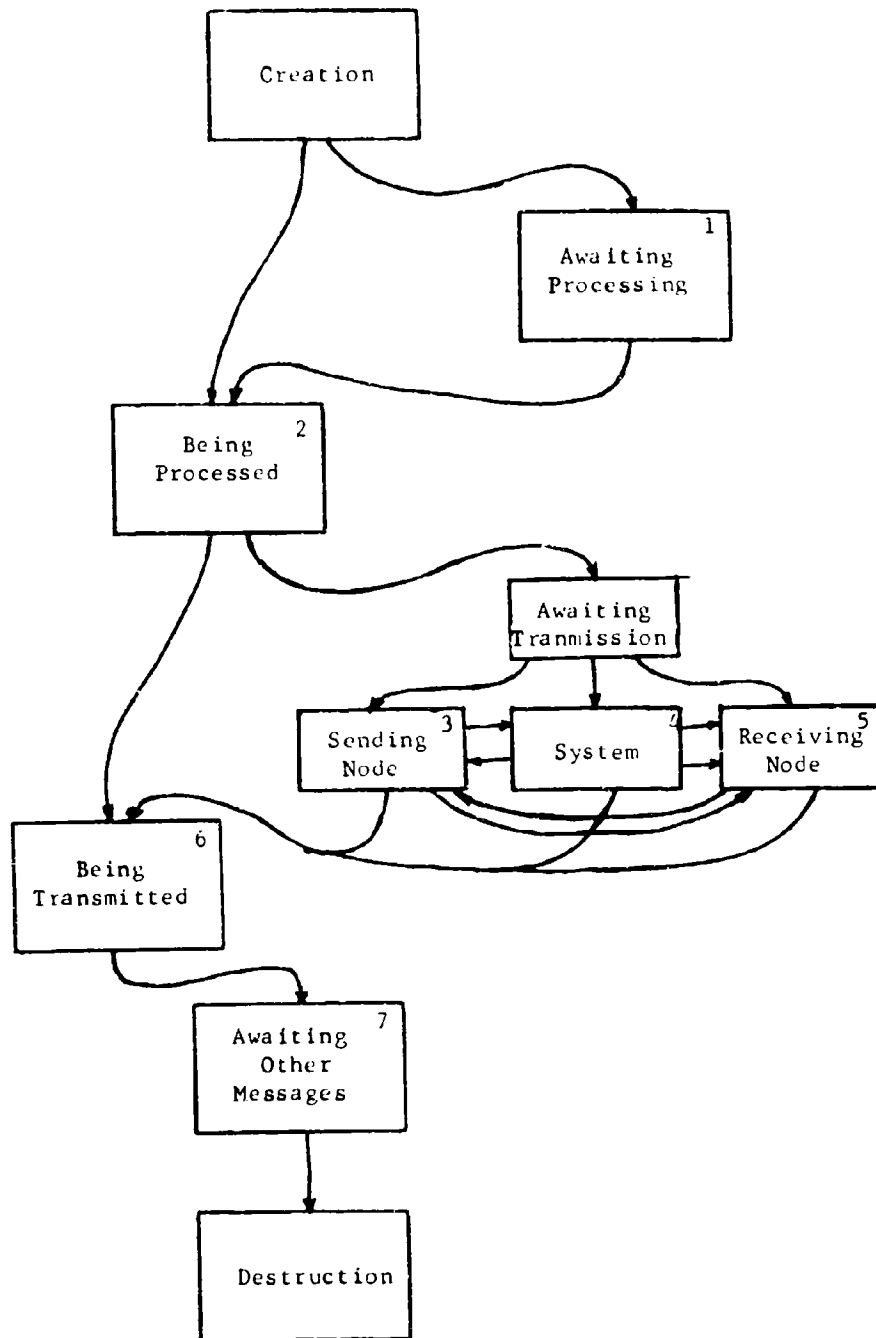 Creation
1
Awaiting
Processing
2
Being
Processed
Awaiting
Tranmission
3
Sending
Node
4
System
5
Receiving
Node
6
Being
Transmitted
7
Awaiting
Other
Messages
Destruction